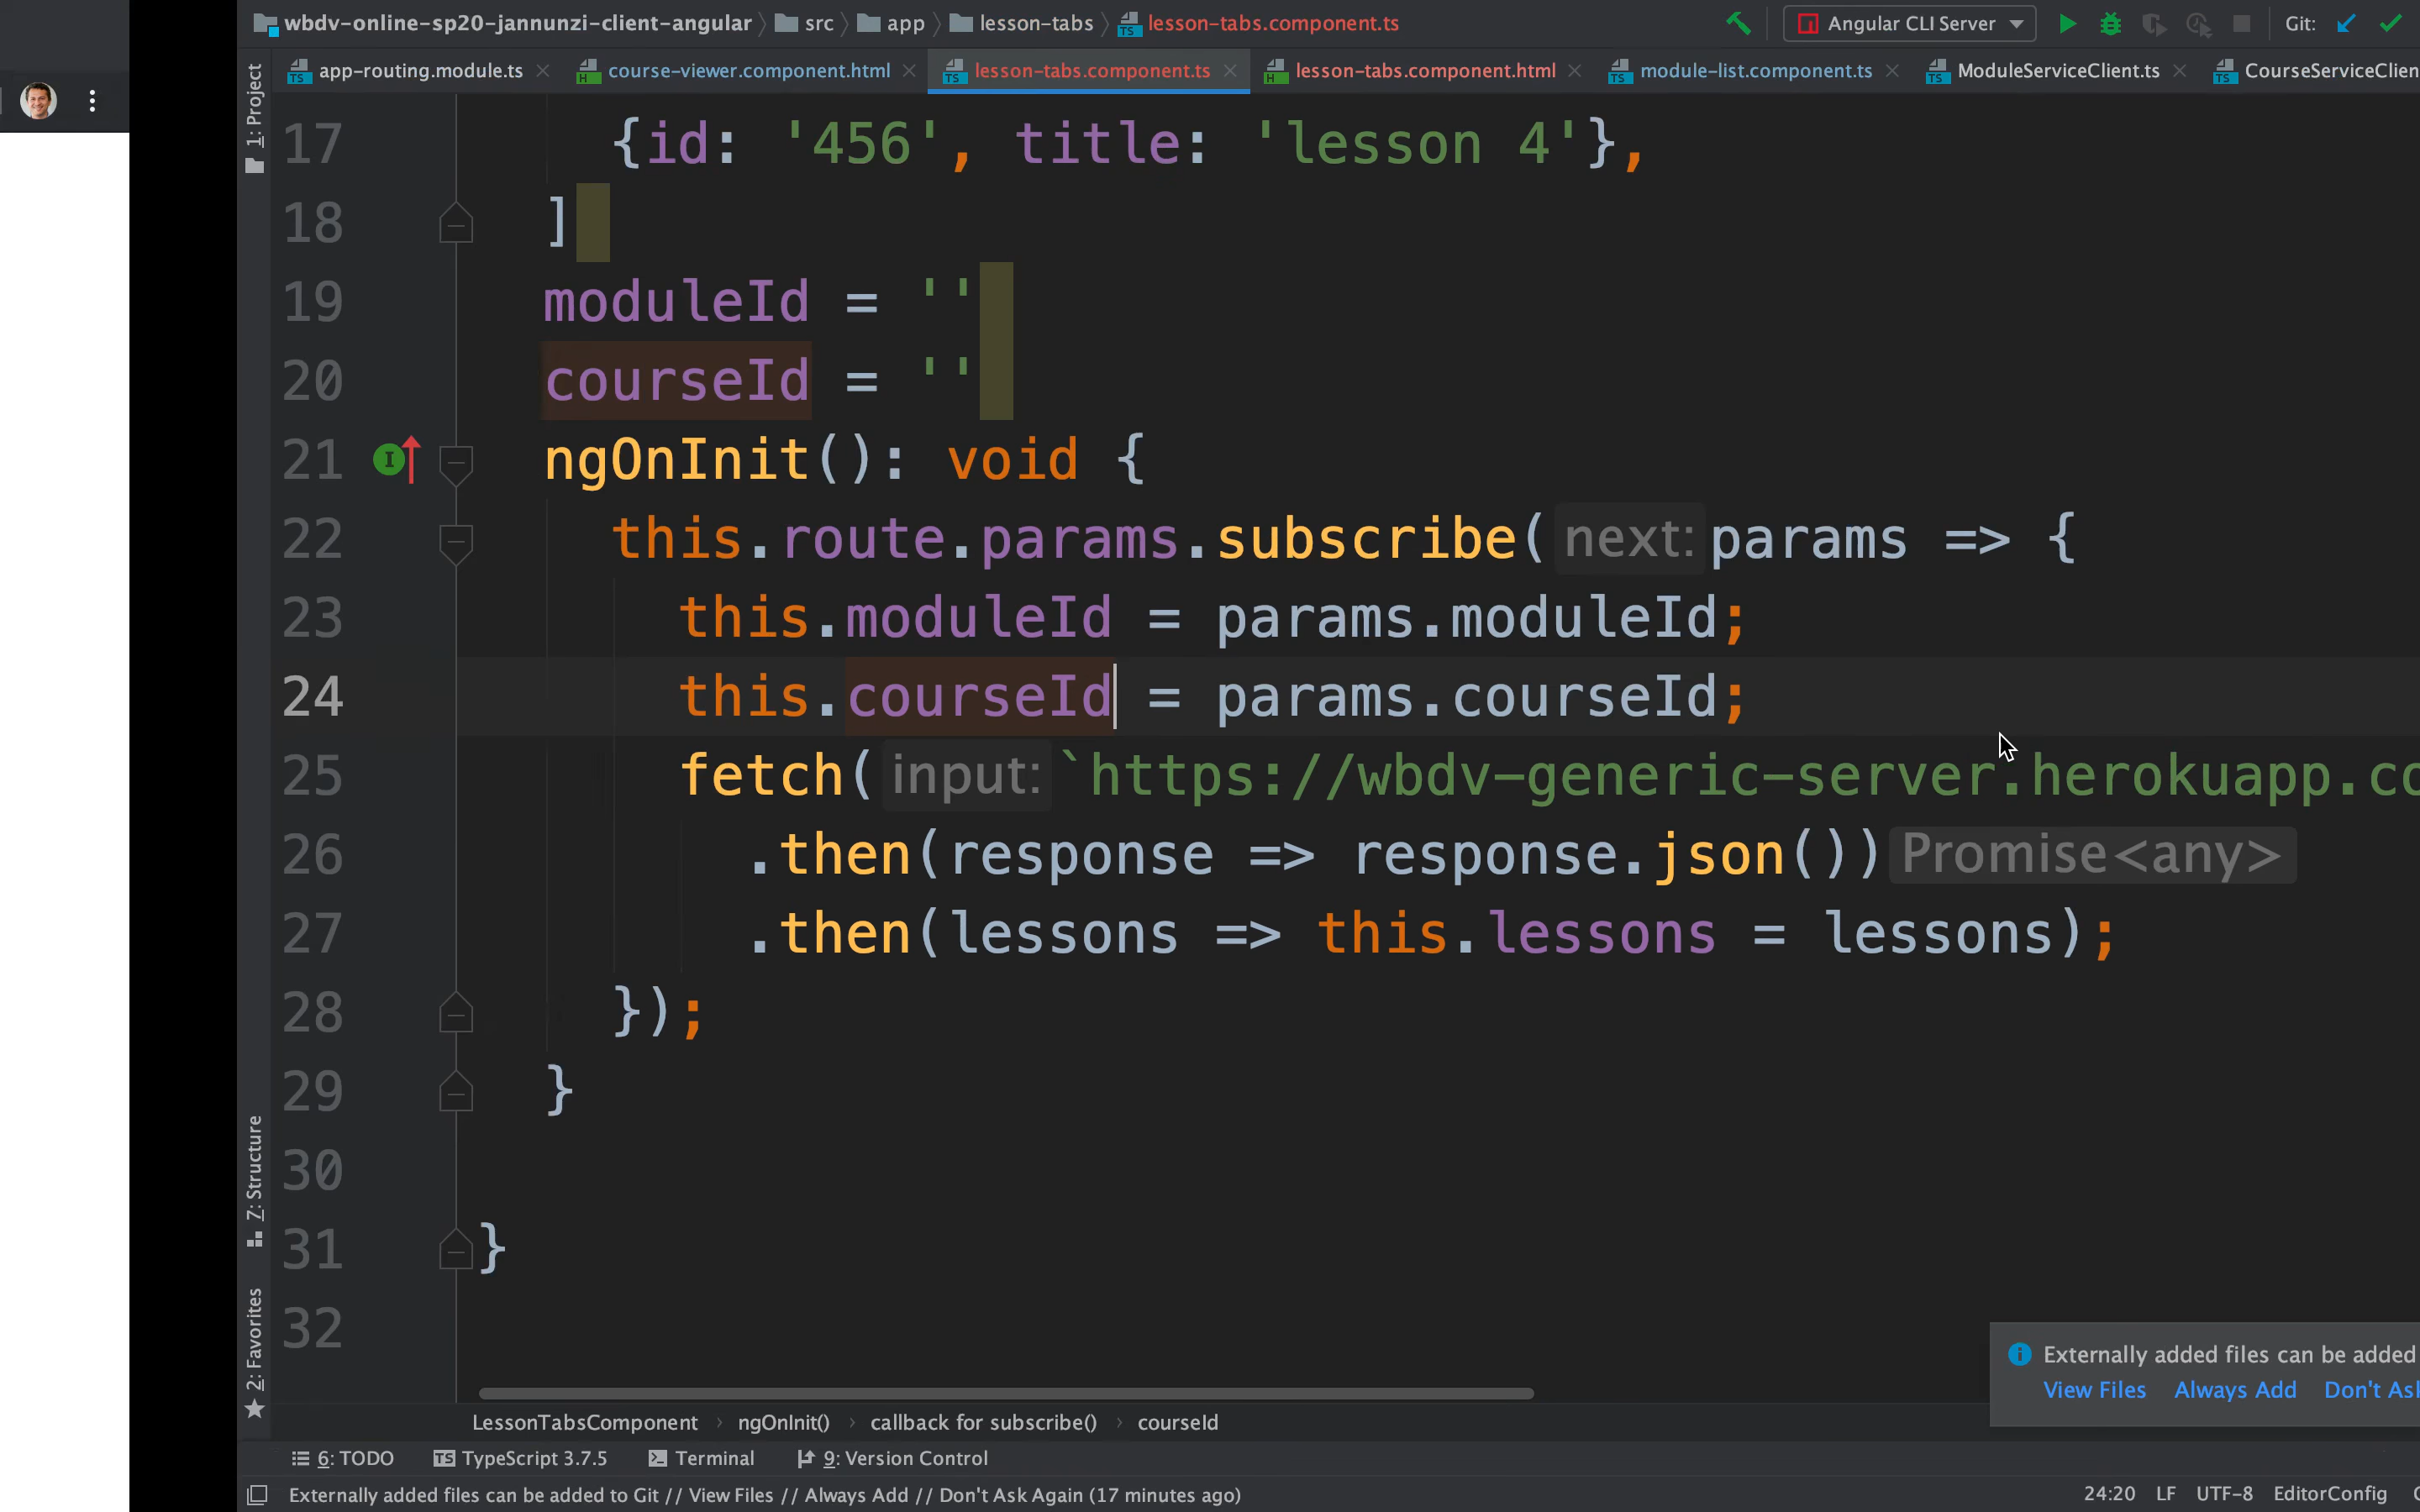 wbdv-online-sp20-jannunzi-client-angular src app lesson-tabs lesson-tabs.component.ts Angular CLI Server Git:
app-routing.module.ts course-viewer.component.html lesson-tabs.component.ts lesson-tabs.component.html module-list.component.ts ModuleServiceClient.ts CourseServiceClien
1: Project
7: Structure
2: Favorites
17 {id: '456', title: 'lesson 4'},
18 ]
19 moduleId = ''
20 courseId = ''
21 ngOnInit(): void {
22 this.route.params.subscribe( next: params => {
23 this.moduleId = params.moduleId;
24 this.courseId = params.courseId;
25 fetch( input: `https://wbdv-generic-server.herokuapp.co
26 .then(response => response.json()) Promise<any>
27 .then(lessons => this.lessons = lessons);
28 });
29 }
30
31 }
32
Externally added files can be added
View Files Always Add Don't Ask
LessonTabsComponent › ngOnInit() › callback for subscribe() › courseId
6: TODO TypeScript 3.7.5 Terminal 9: Version Control
Externally added files can be added to Git // View Files // Always Add // Don't Ask Again (17 minutes ago) 24:20 LF UTF-8 EditorConfig